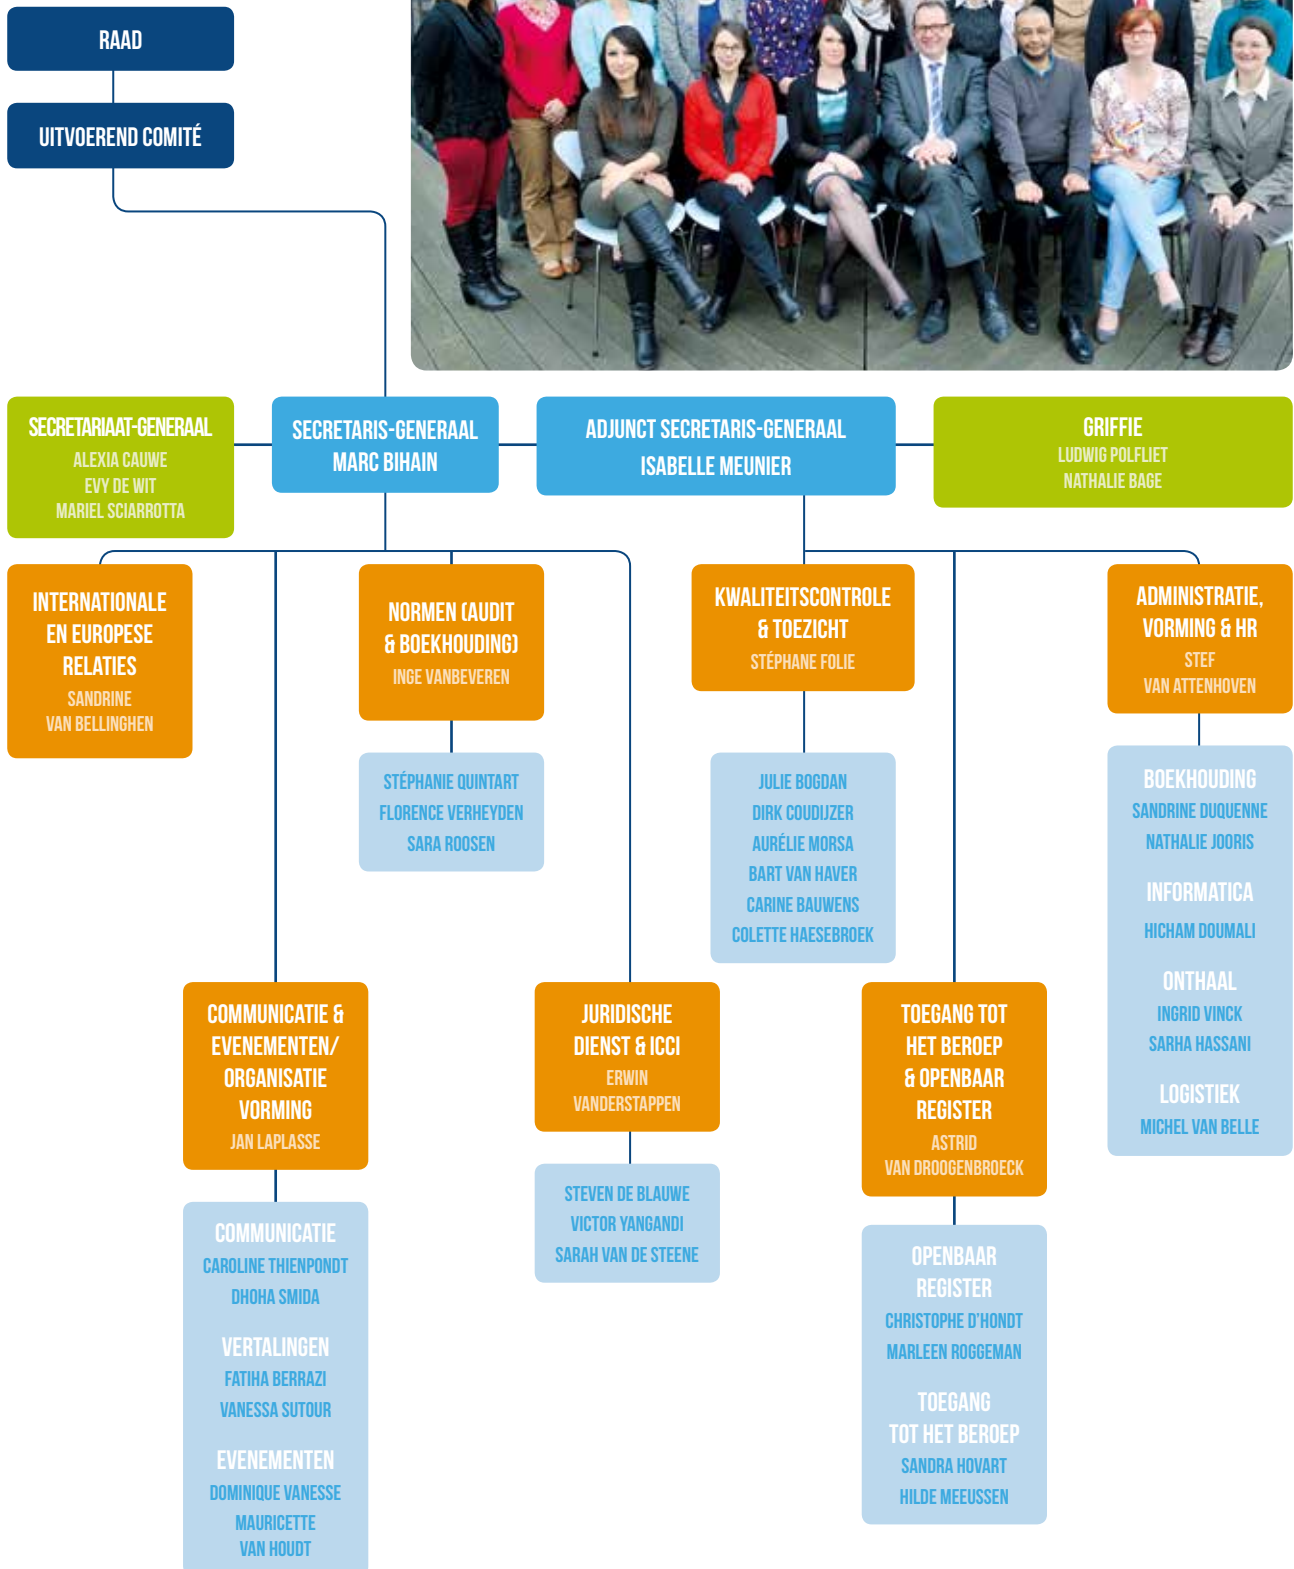 RAAD
UITVOEREND COMITÉ
SECRETARIAAT-GENERAAL
ALEXIA CAUWE
EVY DE WIT
MARIEL SCIARROTTA
SECRETARIS-GENERAAL
MARC BIHAIN
ADJUNCT SECRETARIS-GENERAAL
ISABELLE MEUNIER
GRIFFIE
LUDWIG POLFLIET
NATHALIE BAGE
INTERNATIONALE
EN EUROPESE
RELATIES
SANDRINE
VAN BELLINGHEN
NORMEN (AUDIT
& BOEKHOUDING)
INGE VANBEVEREN
STÉPHANIE QUINTART
FLORENCE VERHEYDEN
SARA ROOSEN
KWALITEITSCONTROLE
& TOEZICHT
STÉPHANE FOLIE
JULIE BOGDAN
DIRK COUDIJZER
AURÉLIE MORSA
BART VAN HAVER
CARINE BAUWENS
COLETTE HAESEBROEK
ADMINISTRATIE,
VORMING & HR
STEF
VAN ATTENHOVEN
BOEKHOUDING
SANDRINE DUQUENNE
NATHALIE JOORIS
INFORMATICA
HICHAM DOUMALI
ONTHAAL
INGRID VINCK
SARHA HASSANI
LOGISTIEK
MICHEL VAN BELLE
COMMUNICATIE &
EVENEMENTEN/
ORGANISATIE
VORMING
JAN LAPLASSE
COMMUNICATIE
CAROLINE THIENPONDT
DHOHA SMIDA
VERTALINGEN
FATIHA BERRAZI
VANESSA SUTOUR
EVENEMENTEN
DOMINIQUE VANESSE
MAURICETTE
VAN HOUDT
JURIDISCHE
DIENST & ICCI
ERWIN
VANDERSTAPPEN
STEVEN DE BLAUWE
VICTOR YANGANDI
SARAH VAN DE STEENE
TOEGANG TOT
HET BEROEP
& OPENBAAR
REGISTER
ASTRID
VAN DROOGENBROECK
OPENBAAR
REGISTER
CHRISTOPHE D'HONDT
MARLEEN ROGGEMAN
TOEGANG
TOT HET BEROEP
SANDRA HOVART
HILDE MEEUSSEN